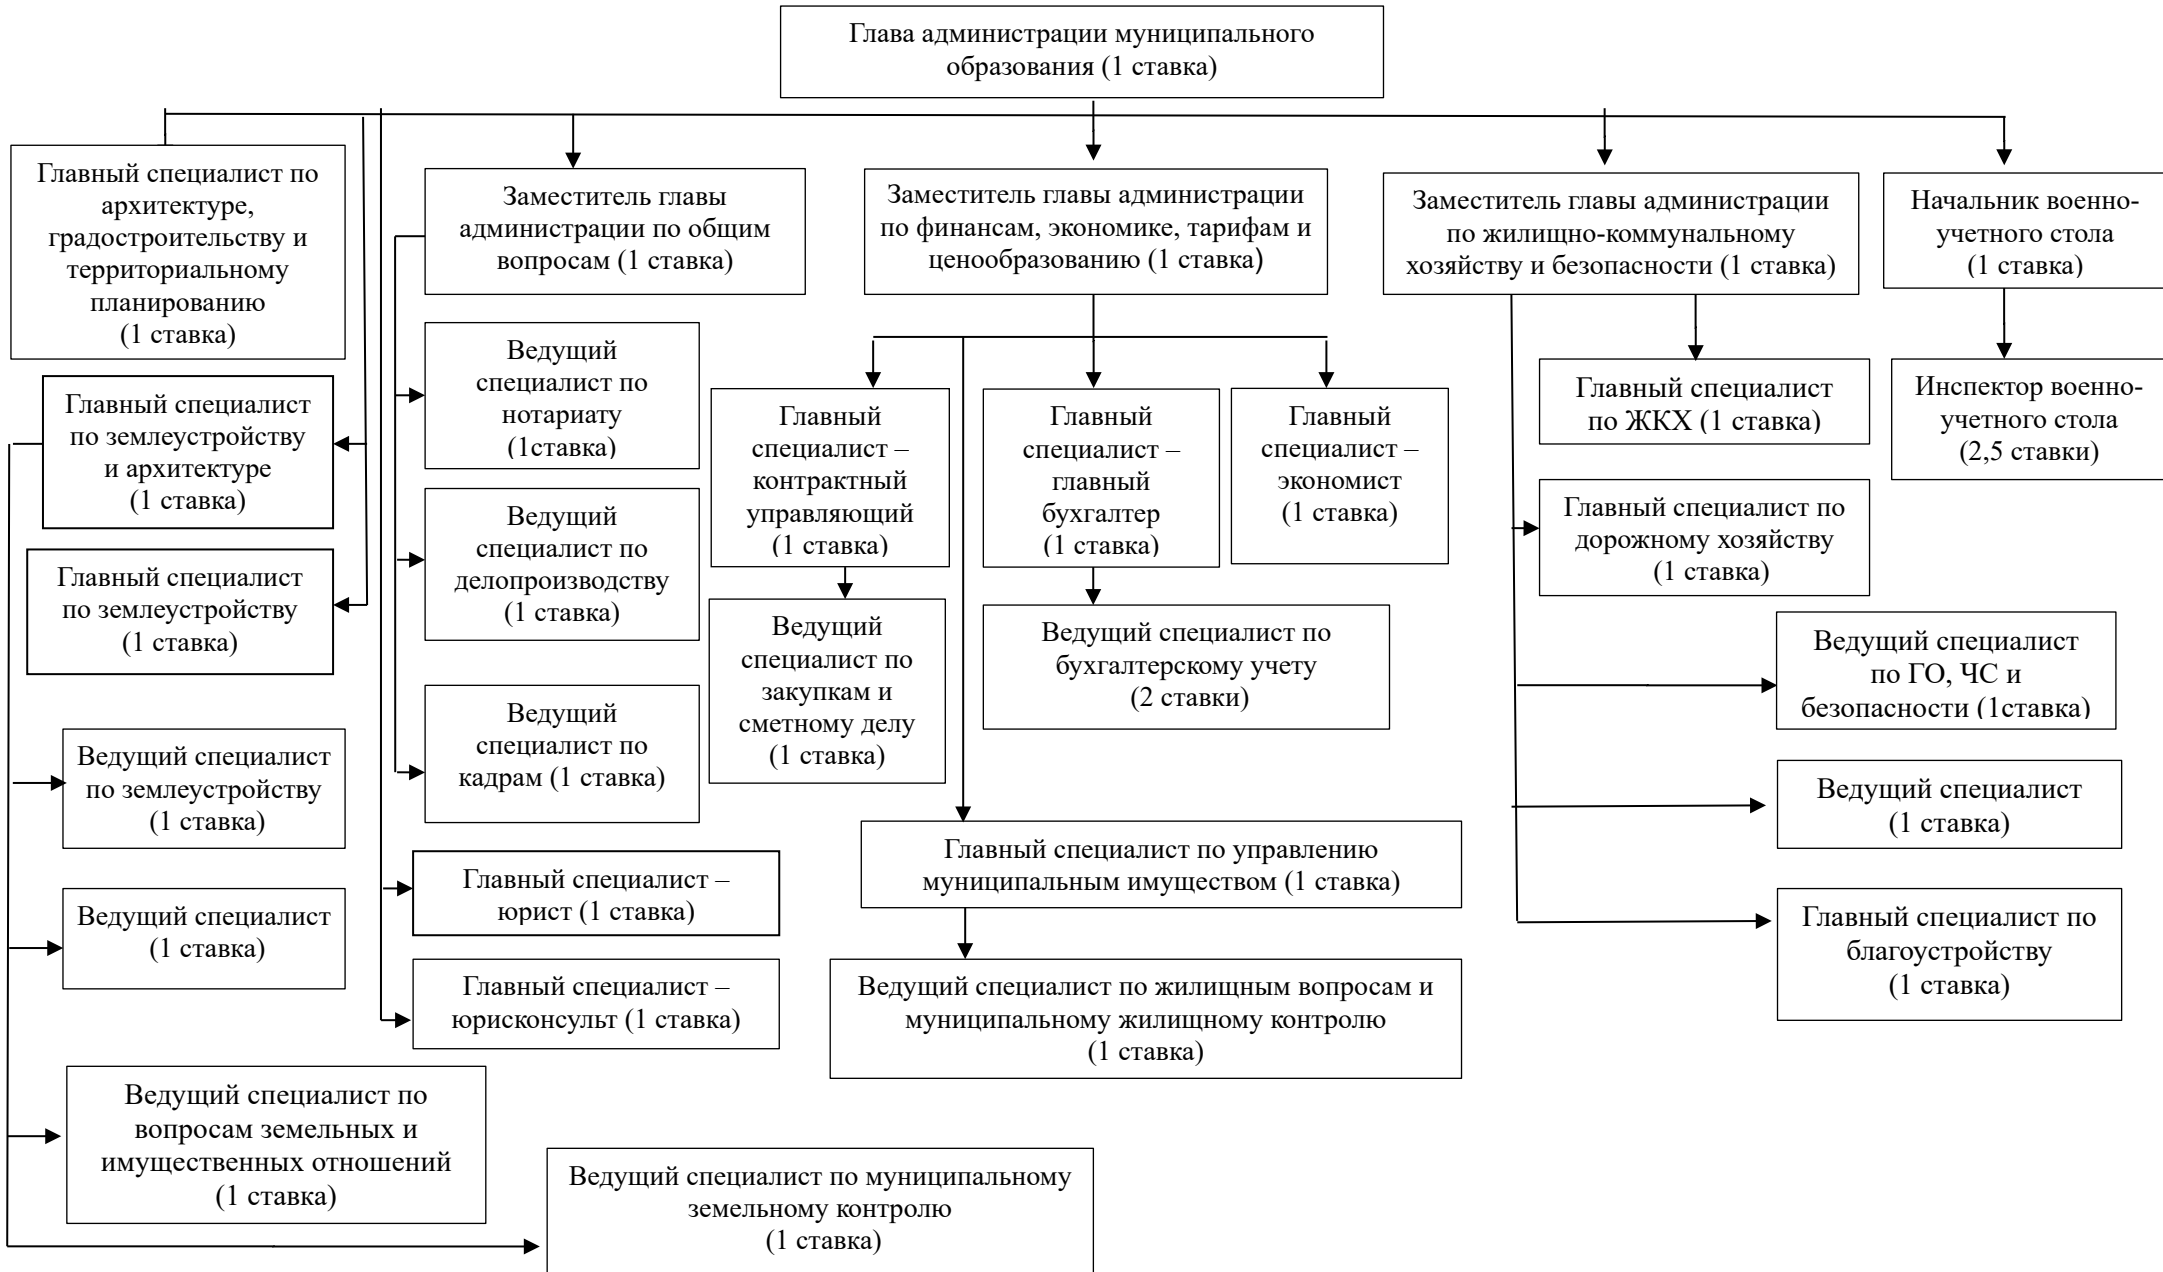 Глава администрации муниципального
образования (1 ставка)
Главный специалист по
архитектуре,
градостроительству и
территориальному
планированию
(1 ставка)
Заместитель главы
администрации по общим
вопросам (1 ставка)
Заместитель главы администрации
по финансам, экономике, тарифам и
ценообразованию (1 ставка)
Заместитель главы администрации
по жилищно-коммунальному
хозяйству и безопасности (1 ставка)
Начальник военно-
учетного стола
(1 ставка)
Главный специалист
по землеустройству
и архитектуре
(1 ставка)
Ведущий
специалист по
нотариату
(1ставка)
Главный
специалист –
контрактный
управляющий
(1 ставка)
Главный
специалист –
главный
бухгалтер
(1 ставка)
Главный
специалист –
экономист
(1 ставка)
Главный специалист
по ЖКХ (1 ставка)
Инспектор военно-
учетного стола
(2,5 ставки)
Главный специалист
по землеустройству
(1 ставка)
Ведущий
специалист по
делопроизводству
(1 ставка)
Главный специалист по
дорожному хозяйству
(1 ставка)
Ведущий
специалист по
закупкам и
сметному делу
(1 ставка)
Ведущий специалист по
бухгалтерскому учету
(2 ставки)
Ведущий специалист
по ГО, ЧС и
безопасности (1ставка)
Ведущий специалист
по землеустройству
(1 ставка)
Ведущий
специалист по
кадрам (1 ставка)
Ведущий специалист
(1 ставка)
Главный специалист по управлению
муниципальным имуществом (1 ставка)
Ведущий специалист
(1 ставка)
Главный специалист –
юрист (1 ставка)
Главный специалист по
благоустройству
(1 ставка)
Главный специалист –
юрисконсульт (1 ставка)
Ведущий специалист по жилищным вопросам и
муниципальному жилищному контролю
(1 ставка)
Ведущий специалист по
вопросам земельных и
имущественных отношений
(1 ставка)
Ведущий специалист по муниципальному
земельному контролю
(1 ставка)